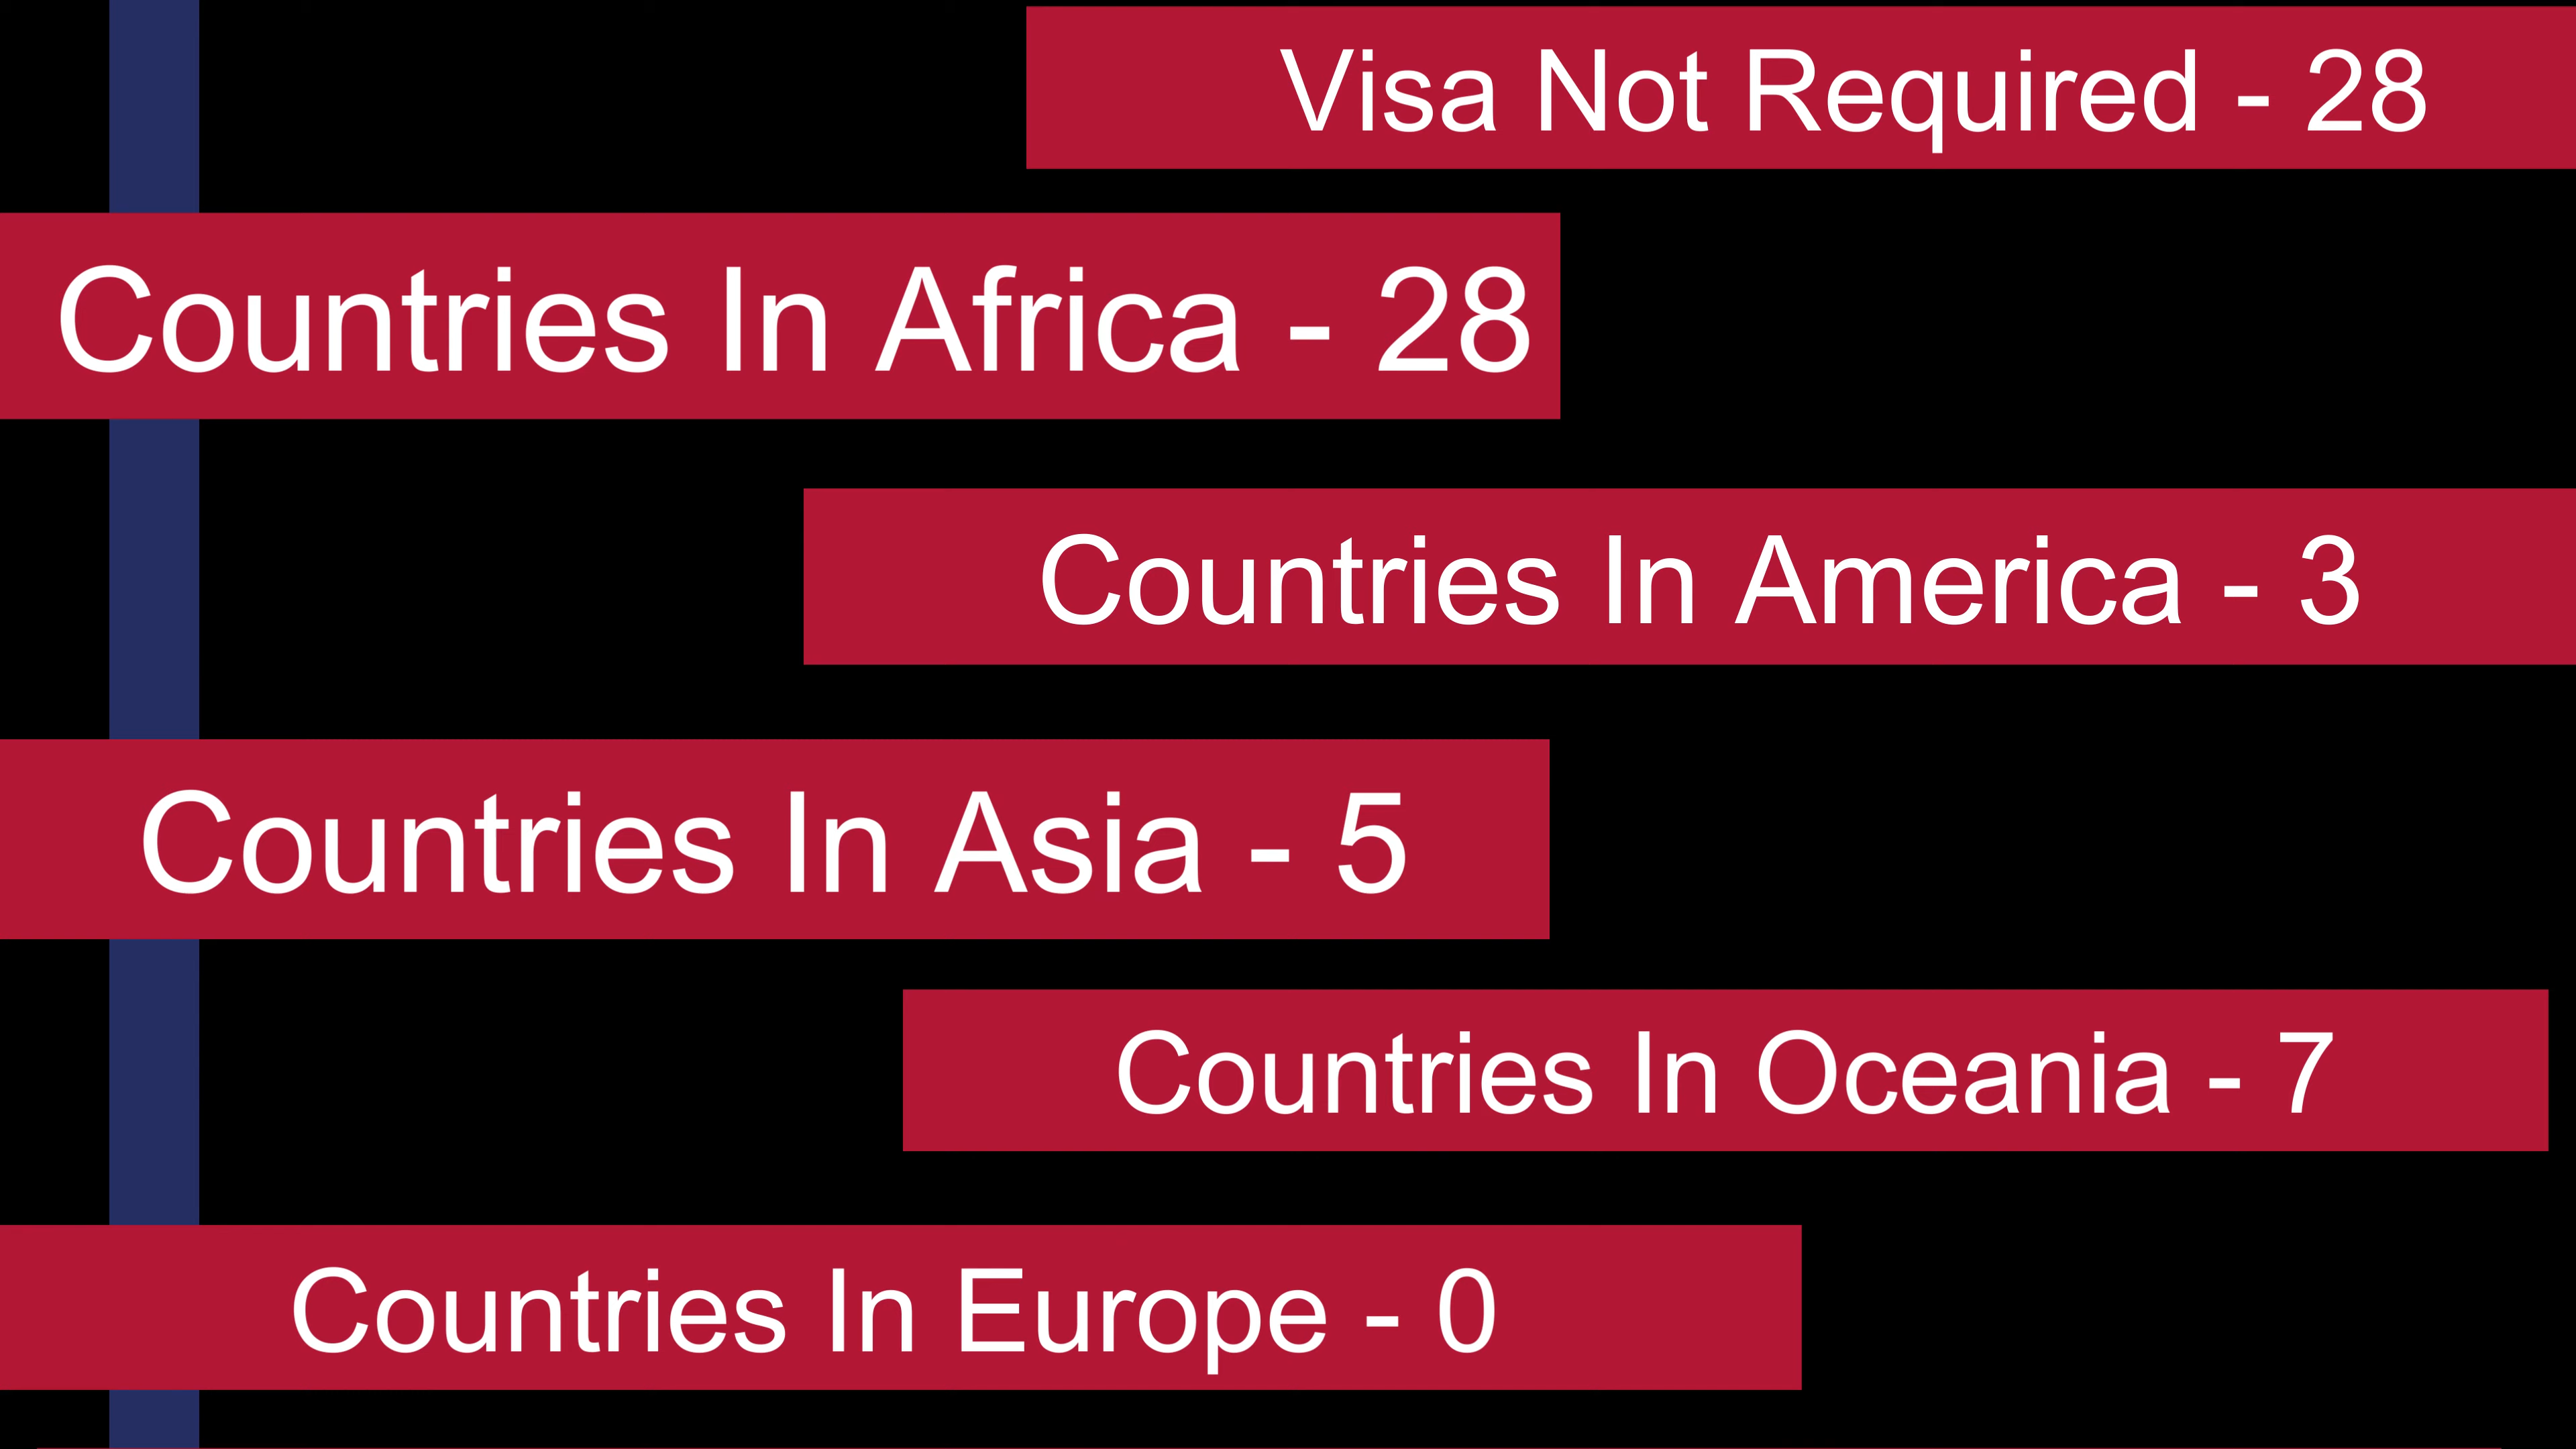 Visa Not Required - 28
Countries In Africa - 28
Countries In America - 3
Countries In Asia - 5
Countries In Oceania - 7
Countries In Europe - 0